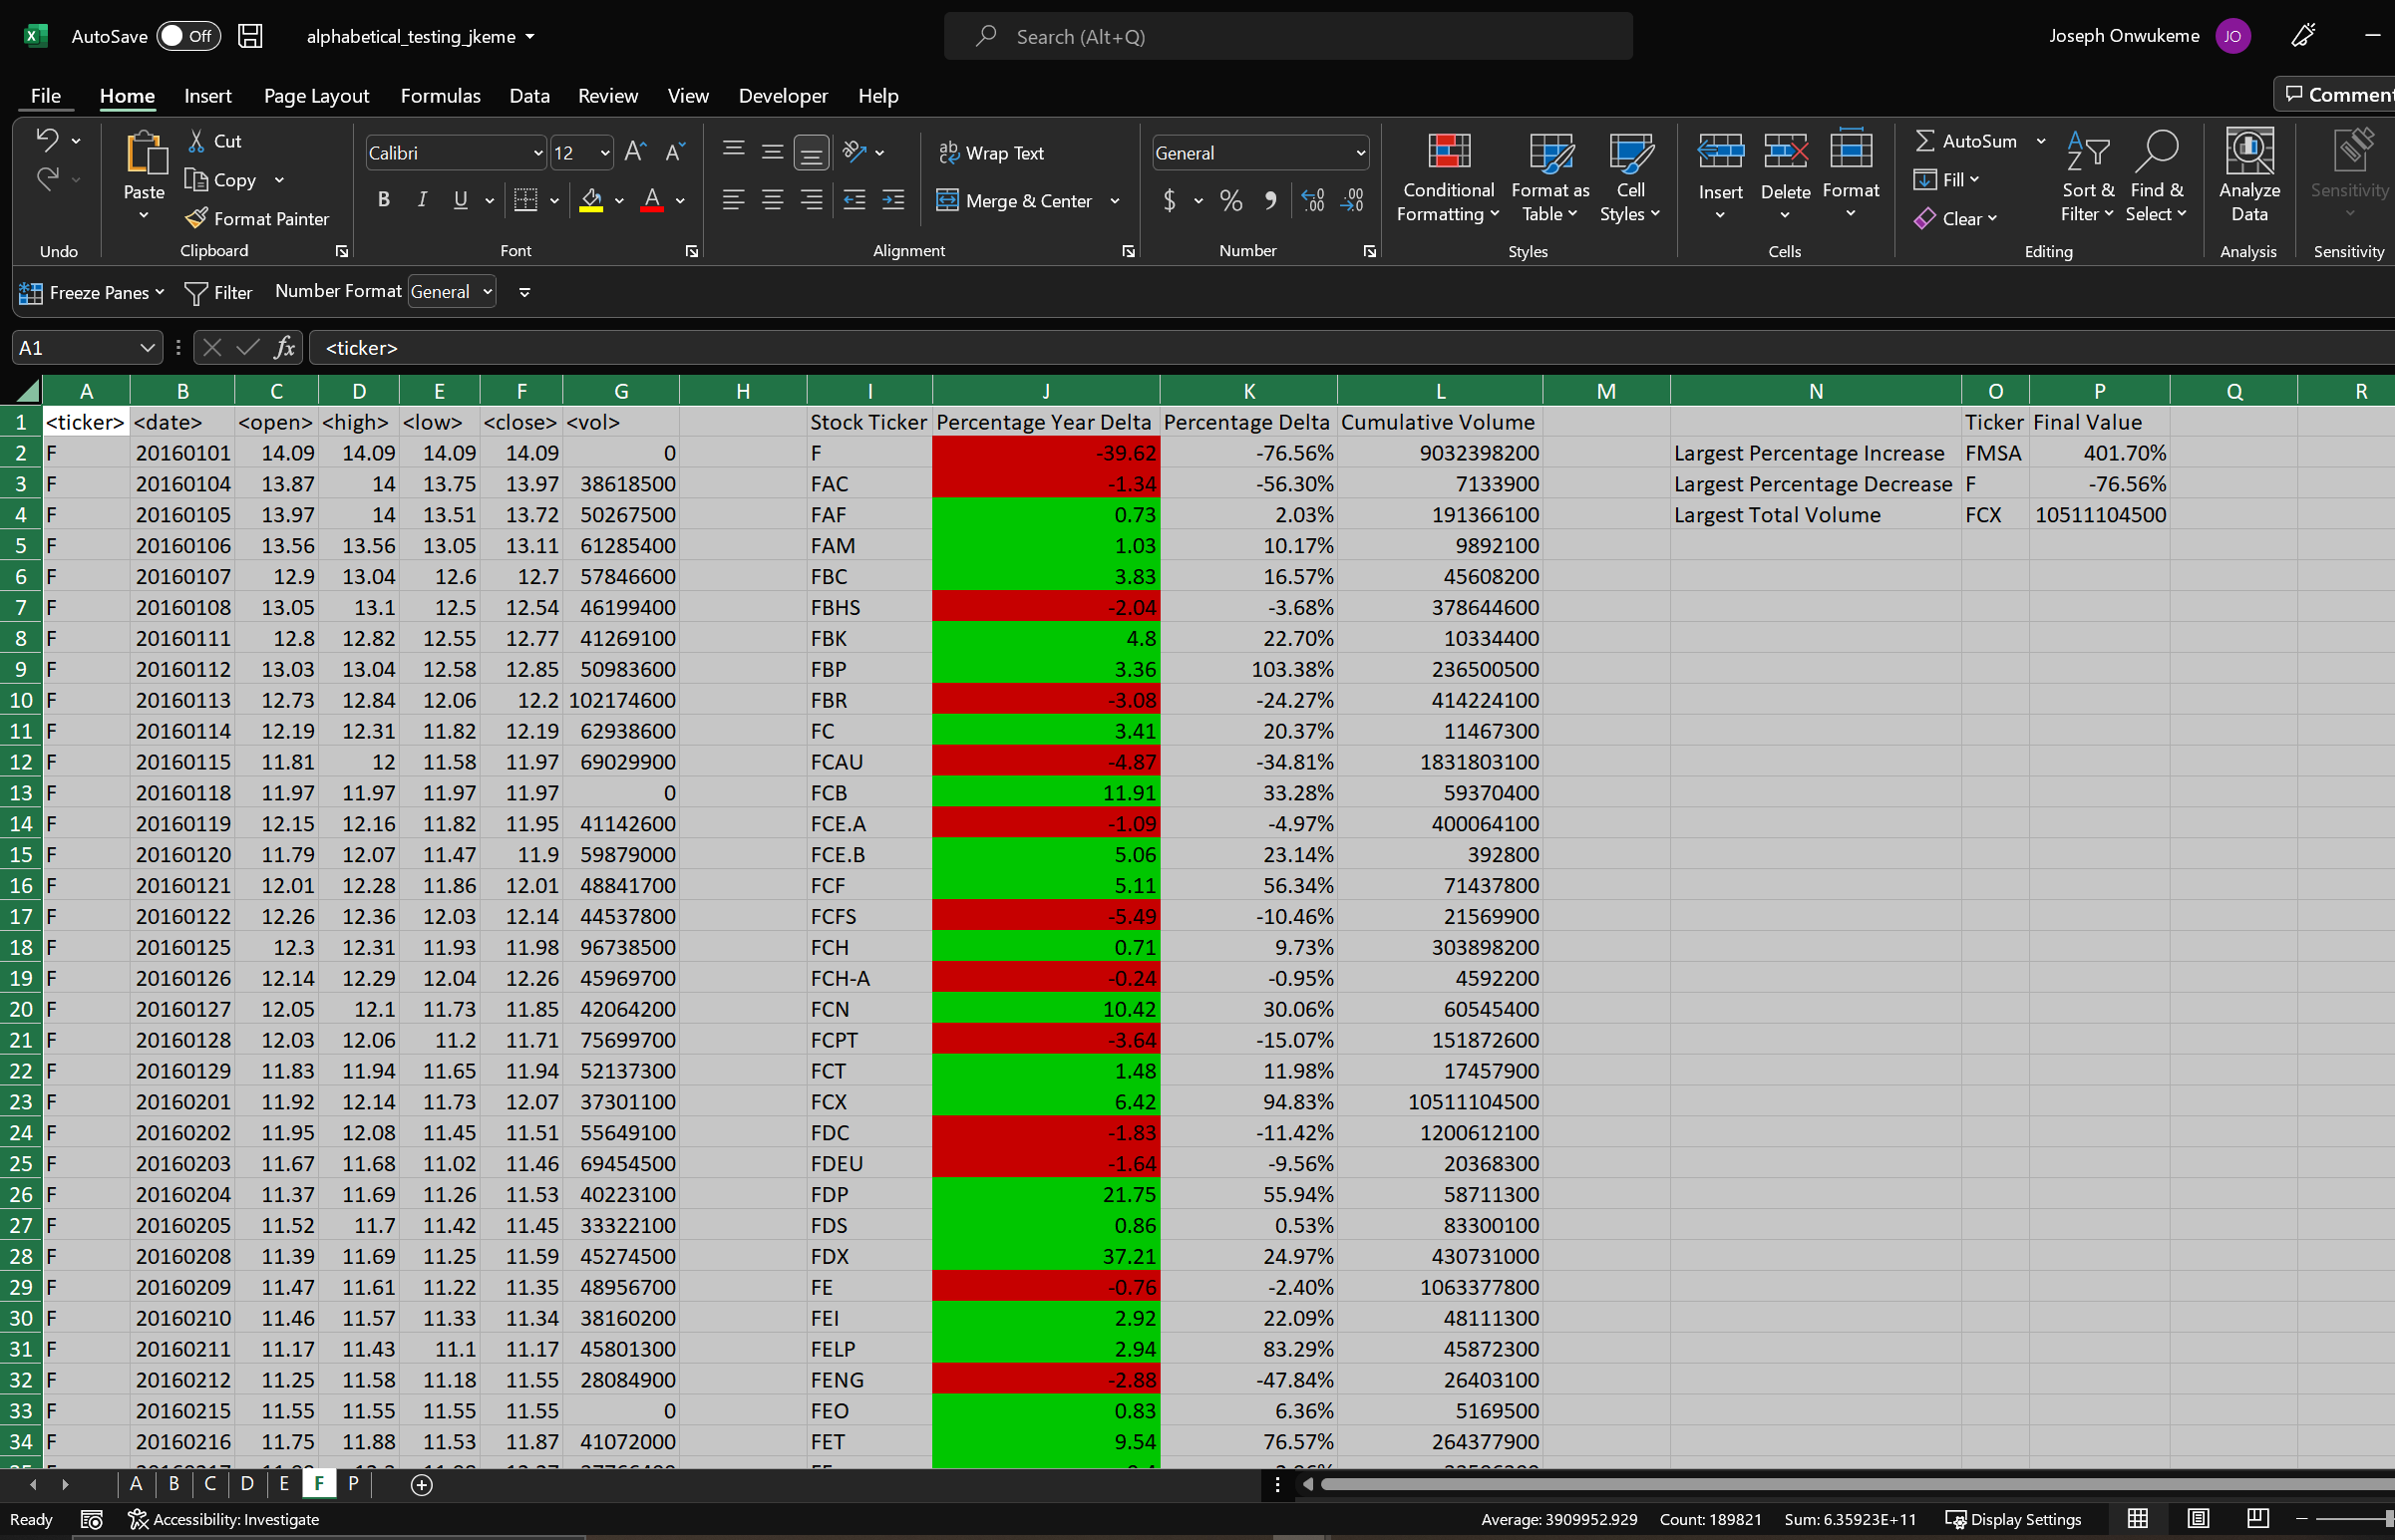 AutoSave Off alphabetical_testing_jkeme Search (Alt+Q) Joseph Onwukeme JO
File Home Insert Page Layout Formulas Data Review View Developer Help Comment
Cut Calibri 12 Wrap Text General AutoSum
Paste Copy Conditional Formatting Format as Table Cell Styles Insert Delete Format Fill Sort & Filter Find & Select Analyze Data Sensitivity
Format Painter B I U Merge & Center $ % Clear
Undo Clipboard Font Alignment Number Styles Cells Editing Analysis Sensitivity
Freeze Panes Filter Number Format General
A1 fx <ticker>
A B C D E F G H I J K L M N O P Q R
1 <ticker> <date> <open> <high> <low> <close> <vol> Stock Ticker Percentage Year Delta Percentage Delta Cumulative Volume Ticker Final Value
2 F 20160101 14.09 14.09 14.09 14.09 0 F -39.62 -76.56% 9032398200 Largest Percentage Increase FMSA 401.70%
3 F 20160104 13.87 14 13.75 13.97 38618500 FAC -1.34 -56.30% 7133900 Largest Percentage Decrease F -76.56%
4 F 20160105 13.97 14 13.51 13.72 50267500 FAF 0.73 2.03% 191366100 Largest Total Volume FCX 10511104500
5 F 20160106 13.56 13.56 13.05 13.11 61285400 FAM 1.03 10.17% 9892100
6 F 20160107 12.9 13.04 12.6 12.7 57846600 FBC 3.83 16.57% 45608200
7 F 20160108 13.05 13.1 12.5 12.54 46199400 FBHS -2.04 -3.68% 378644600
8 F 20160111 12.8 12.82 12.55 12.77 41269100 FBK 4.8 22.70% 10334400
9 F 20160112 13.03 13.04 12.58 12.85 50983600 FBP 3.36 103.38% 236500500
10 F 20160113 12.73 12.84 12.06 12.2 102174600 FBR -3.08 -24.27% 414224100
11 F 20160114 12.19 12.31 11.82 12.19 62938600 FC 3.41 20.37% 11467300
12 F 20160115 11.81 12 11.58 11.97 69029900 FCAU -4.87 -34.81% 1831803100
13 F 20160118 11.97 11.97 11.97 11.97 0 FCB 11.91 33.28% 59370400
14 F 20160119 12.15 12.16 11.82 11.95 41142600 FCE.A -1.09 -4.97% 400064100
15 F 20160120 11.79 12.07 11.47 11.9 59879000 FCE.B 5.06 23.14% 392800
16 F 20160121 12.01 12.28 11.86 12.01 48841700 FCF 5.11 56.34% 71437800
17 F 20160122 12.26 12.36 12.03 12.14 44537800 FCFS -5.49 -10.46% 21569900
18 F 20160125 12.3 12.31 11.93 11.98 96738500 FCH 0.71 9.73% 303898200
19 F 20160126 12.14 12.29 12.04 12.26 45969700 FCH-A -0.24 -0.95% 4592200
20 F 20160127 12.05 12.1 11.73 11.85 42064200 FCN 10.42 30.06% 60545400
21 F 20160128 12.03 12.06 11.2 11.71 75699700 FCPT -3.64 -15.07% 151872600
22 F 20160129 11.83 11.94 11.65 11.94 52137300 FCT 1.48 11.98% 17457900
23 F 20160201 11.92 12.14 11.73 12.07 37301100 FCX 6.42 94.83% 10511104500
24 F 20160202 11.95 12.08 11.45 11.51 55649100 FDC -1.83 -11.42% 1200612100
25 F 20160203 11.67 11.68 11.02 11.46 69454500 FDEU -1.64 -9.56% 20368300
26 F 20160204 11.37 11.69 11.26 11.53 40223100 FDP 21.75 55.94% 58711300
27 F 20160205 11.52 11.7 11.42 11.45 33322100 FDS 0.86 0.53% 83300100
28 F 20160208 11.39 11.69 11.25 11.59 45274500 FDX 37.21 24.97% 430731000
29 F 20160209 11.47 11.61 11.22 11.35 48956700 FE -0.76 -2.40% 1063377800
30 F 20160210 11.46 11.57 11.33 11.34 38160200 FEI 2.92 22.09% 48111300
31 F 20160211 11.17 11.43 11.1 11.17 45801300 FELP 2.94 83.29% 45872300
32 F 20160212 11.25 11.58 11.18 11.55 28084900 FENG -2.88 -47.84% 26403100
33 F 20160215 11.55 11.55 11.55 11.55 0 FEO 0.83 6.36% 5169500
34 F 20160216 11.75 11.88 11.53 11.87 41072000 FET 9.54 76.57% 264377900
A B C D E F P
Ready Accessibility: Investigate Average: 3909952.929 Count: 189821 Sum: 6.35923E+11 Display Settings